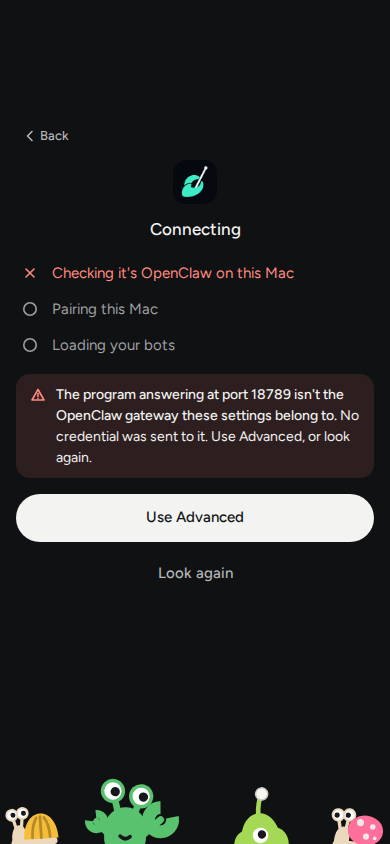 Back
Connecting
Checking it's OpenClaw on this Mac
Pairing this Mac
Loading your bots
The program answering at port 18789 isn't the
OpenClaw gateway these settings belong to. No
credential was sent to it. Use Advanced, or look
again.
Use Advanced
Look again